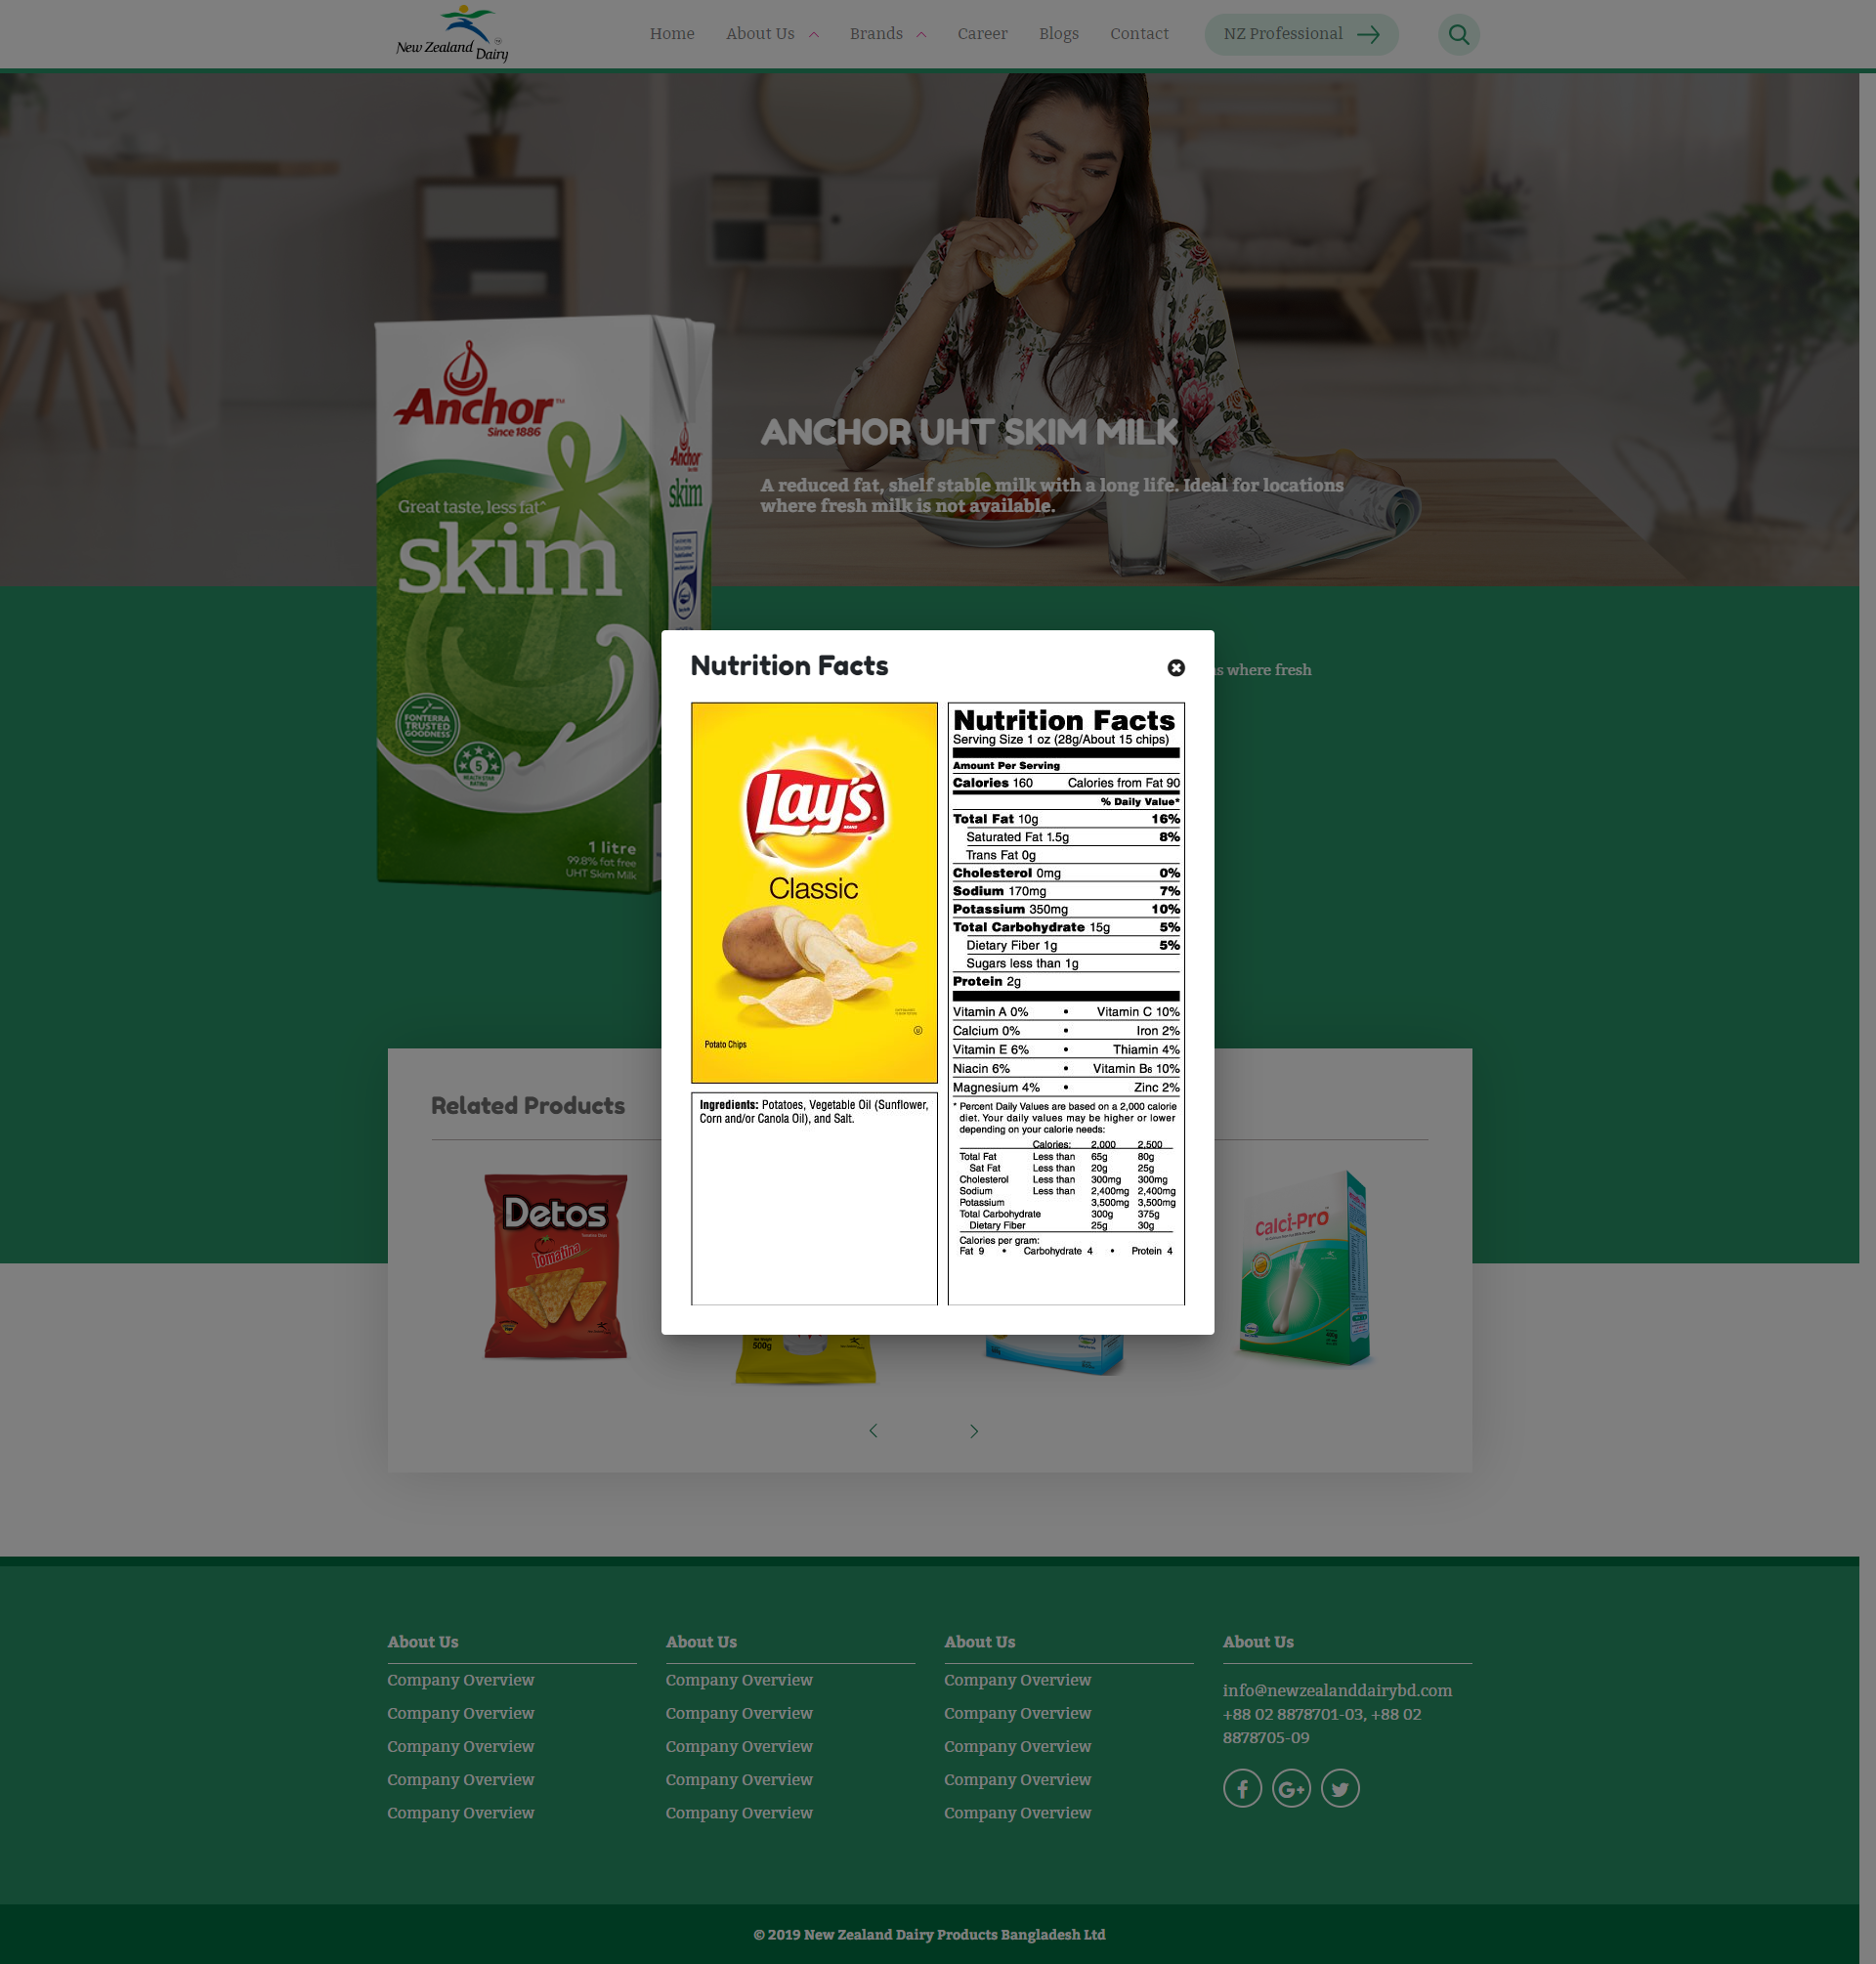 New Zealand
Dairy
Home About Us Brands Career Blogs Contact NZ Professional
Anchor™
Since 1886
Anchor
skim
Great taste, less fat^
skim
ANCHOR UHT SKIM MILK
A reduced fat, shelf stable milk with a long life. Ideal for locations
where fresh milk is not available.
FONTERRA
TRUSTED
GOODNESS
5
HEALTH STAR
RATING
1 litre
99.8% fat free
UHT Skim Milk
where fresh
Nutrition Facts
Lay's
BRAND
Classic
Potato Chips
Ingredients: Potatoes, Vegetable Oil (Sunflower,
Corn and/or Canola Oil), and Salt.
Nutrition Facts
Serving Size 1 oz (28g/About 15 chips)
Amount Per Serving
Calories 160 Calories from Fat 90
% Daily Value*
Total Fat 10g 16%
Saturated Fat 1.5g 8%
Trans Fat 0g
Cholesterol 0mg 0%
Sodium 170mg 7%
Potassium 350mg 10%
Total Carbohydrate 15g 5%
Dietary Fiber 1g 5%
Sugars less than 1g
Protein 2g
Vitamin A 0% • Vitamin C 10%
Calcium 0% • Iron 2%
Vitamin E 6% • Thiamin 4%
Niacin 6% • Vitamin B6 10%
Magnesium 4% • Zinc 2%
* Percent Daily Values are based on a 2,000 calorie
diet. Your daily values may be higher or lower
depending on your calorie needs:
Calories: 2,000 2,500
Total Fat Less than 65g 80g
Sat Fat Less than 20g 25g
Cholesterol Less than 300mg 300mg
Sodium Less than 2,400mg 2,400mg
Potassium 3,500mg 3,500mg
Total Carbohydrate 300g 375g
Dietary Fiber 25g 30g
Calories per gram:
Fat 9 • Carbohydrate 4 • Protein 4
Related Products
Detos
Tomatina
500g
Calci-Pro
About Us About Us About Us About Us
Company Overview Company Overview Company Overview info@newzealanddairybd.com
Company Overview Company Overview Company Overview +88 02 8878701-03, +88 02
8878705-09
Company Overview Company Overview Company Overview
Company Overview Company Overview Company Overview
Company Overview Company Overview Company Overview
© 2019 New Zealand Dairy Products Bangladesh Ltd